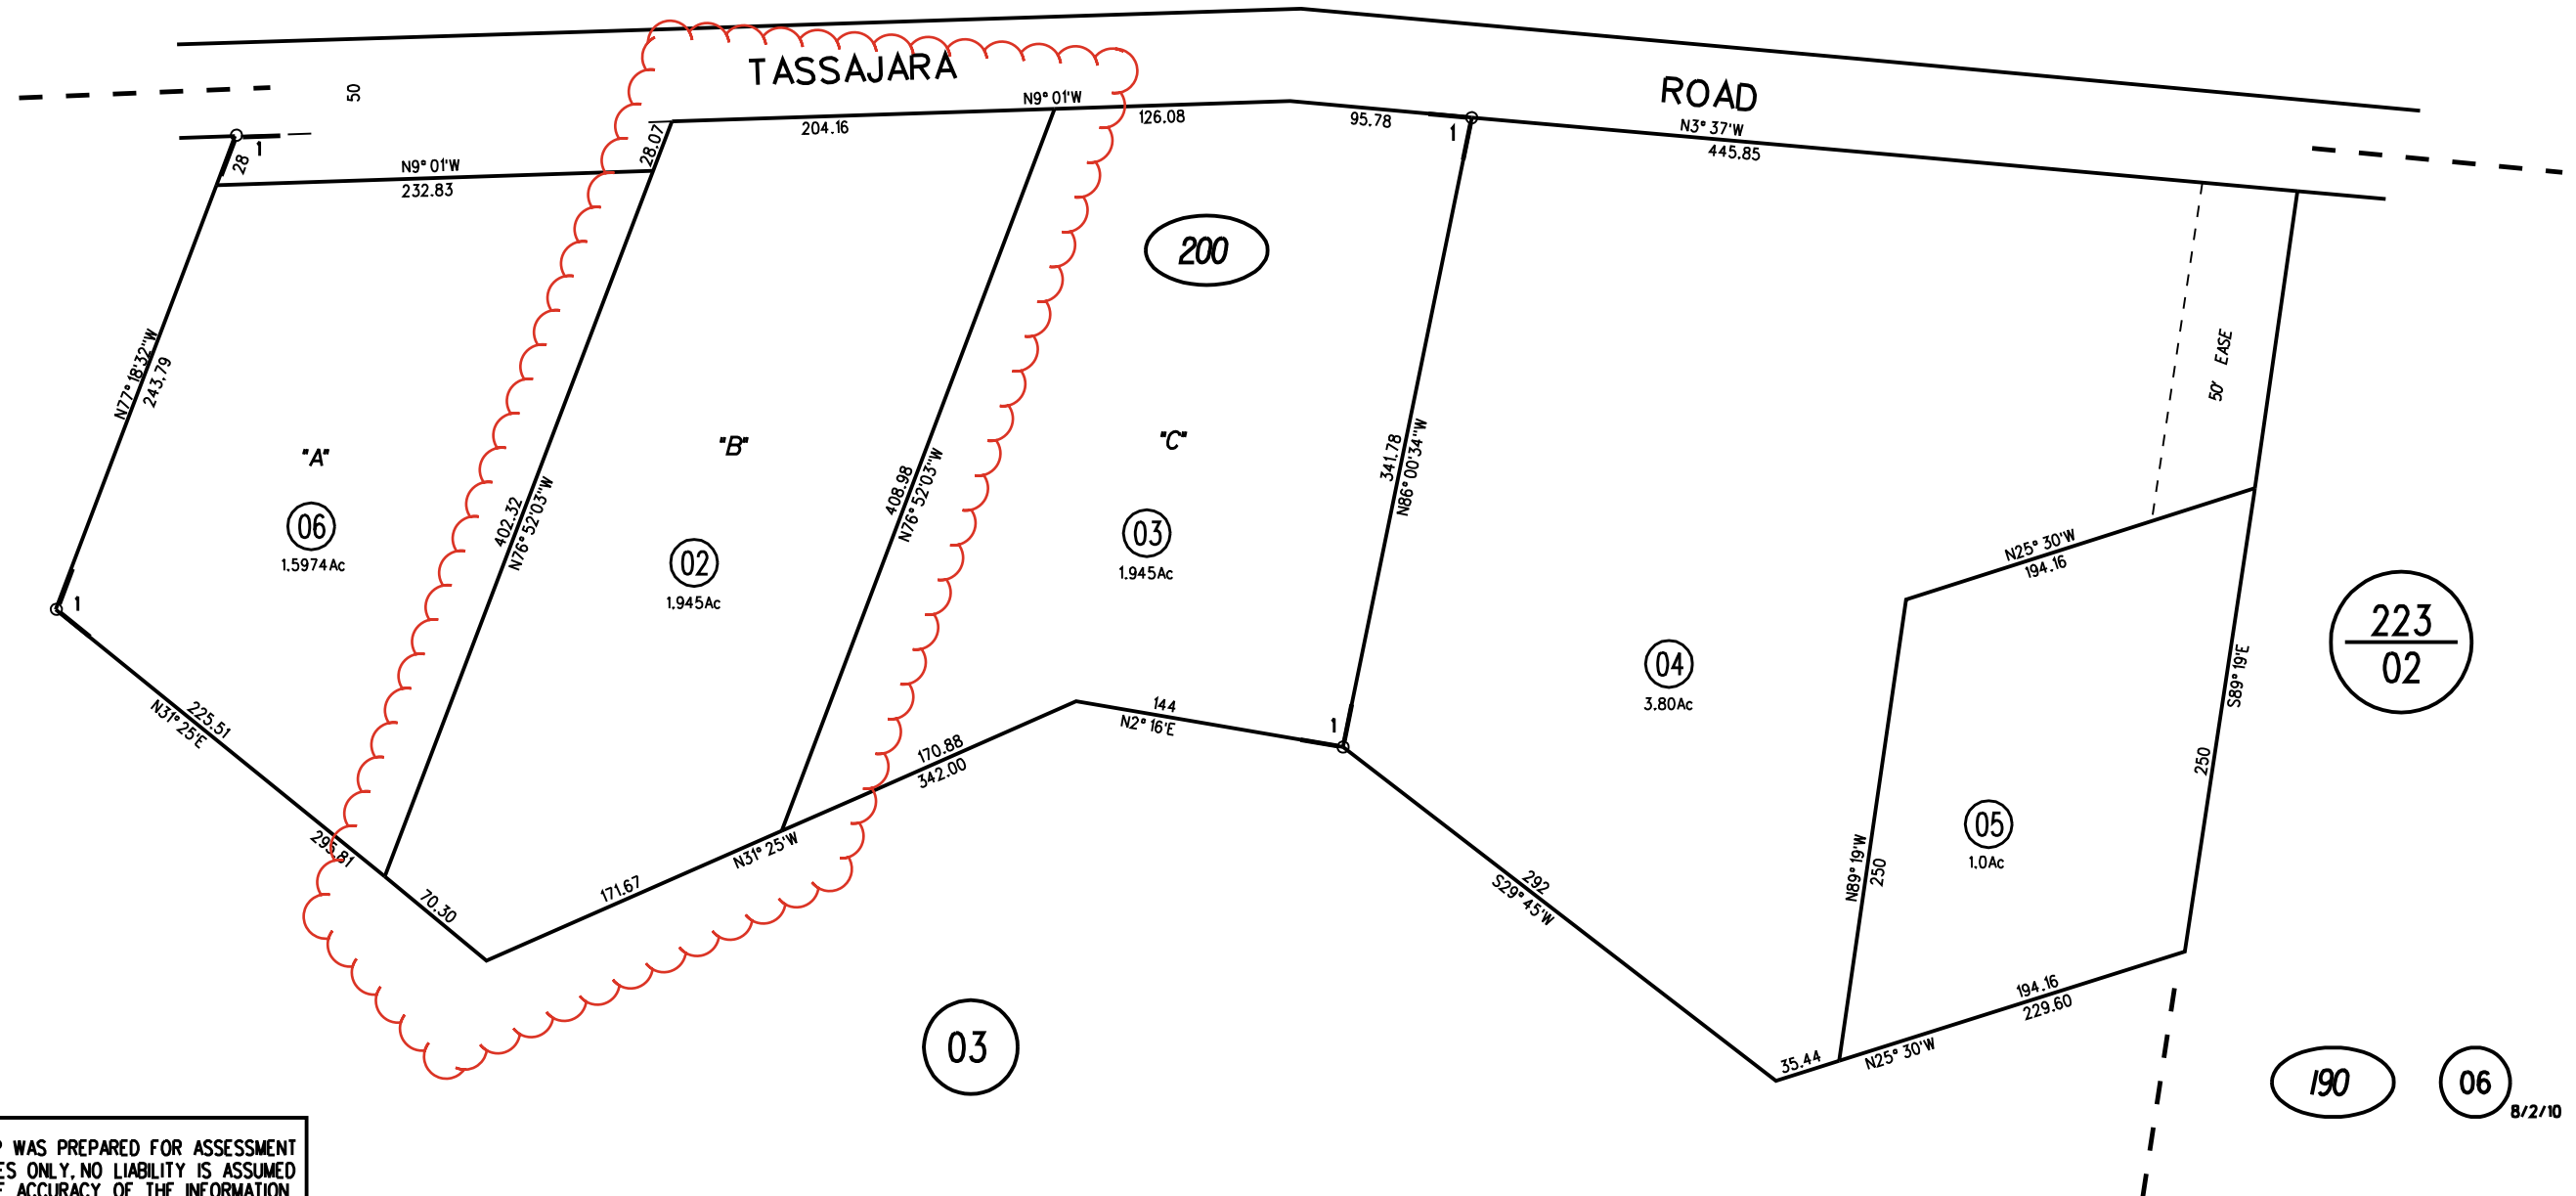 TASSAJARA
ROAD
50
N9° 01'W
204.16
126.08
95.78
1
N3° 37'W
445.85
28
1
N9° 01'W
232.83
28.07
200
N77° 18'32"W
243.79
"A"
06
1.5974Ac
402.32
N76° 52'03"W
"B"
02
1.945Ac
408.98
N76° 52'03"W
"C"
03
1.945Ac
341.78
N86° 00'34"W
50' EASE
N25° 30'W
194.16
1
04
3.80Ac
223
02
S89° 19'E
250
225.51
N31° 25'E
295.81
70.30
171.67
N31° 25'W
170.88
342.00
144
N2° 16'E
1
292
S29° 45'W
N89° 19'W
250
05
1.0Ac
194.16
229.60
35.44
N25° 30'W
03
190
06
8/2/10
WAS PREPARED FOR ASSESSMENT
ONLY, NO LIABILITY IS ASSUMED
ACCURACY OF THE INFORMATION